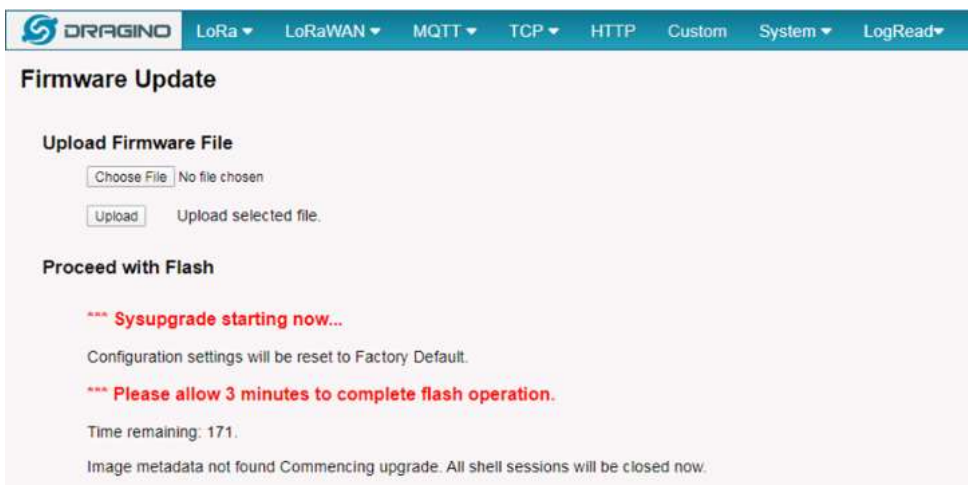 DRAGINO LoRa LoRaWAN MQTT TCP HTTP Custom System LogRead
Firmware Update
Upload Firmware File
Choose File No file chosen
Upload Upload selected file.
Proceed with Flash
*** Sysupgrade starting now...
Configuration settings will be reset to Factory Default.
*** Please allow 3 minutes to complete flash operation.
Time remaining: 171.
Image metadata not found Commencing upgrade. All shell sessions will be closed now.